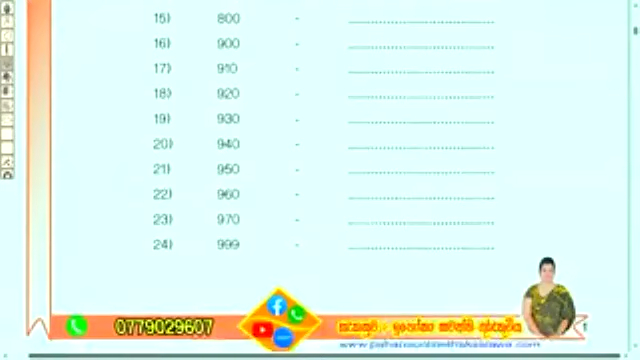 15) 800 - ........................................
16) 900 - ........................................
17) 910 - ........................................
18) 920 - ........................................
19) 930 - ........................................
20) 940 - ........................................
21) 950 - ........................................
22) 960 - ........................................
23) 970 - ........................................
24) 999 - ........................................
0779029607
1